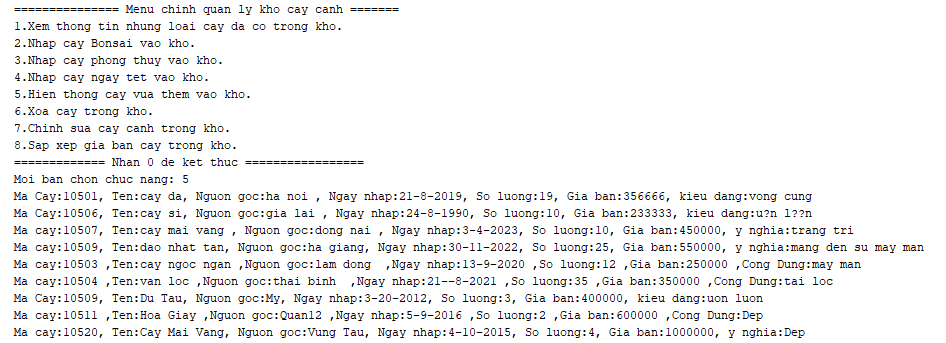 =============== Menu chinh quan ly kho cay canh =======
1.Xem thong tin nhung loai cay da co trong kho.
2.Nhap cay Bonsai vao kho.
3.Nhap cay phong thuy vao kho.
4.Nhap cay ngay tet vao kho.
5.Hien thong cay vua them vao kho.
6.Xoa cay trong kho.
7.Chinh sua cay canh trong kho.
8.Sap xep gia ban cay trong kho.
============= Nhan 0 de ket thuc =================
Moi ban chon chuc nang: 5
Ma Cay:10501, Ten:cay da, Nguon goc:ha noi , Ngay nhap:21-8-2019, So luong:19, Gia ban:356666, kieu dang:vong cung
Ma Cay:10506, Ten:cay si, Nguon goc:gia lai , Ngay nhap:24-8-1990, So luong:10, Gia ban:233333, kieu dang:u?n l??n
Ma cay:10507, Ten:cay mai vang , Nguon goc:dong nai , Ngay nhap:3-4-2023, So luong:10, Gia ban:450000, y nghia:trang tri
Ma cay:10509, Ten:dao nhat tan, Nguon goc:ha giang, Ngay nhap:30-11-2022, So luong:25, Gia ban:550000, y nghia:mang den su may man
Ma cay:10503 ,Ten:cay ngoc ngan ,Nguon goc:lam dong  ,Ngay nhap:13-9-2020 ,So luong:12 ,Gia ban:250000 ,Cong Dung:may man
Ma cay:10504 ,Ten:van loc ,Nguon goc:thai binh  ,Ngay nhap:21--8-2021 ,So luong:35 ,Gia ban:350000 ,Cong Dung:tai loc
Ma Cay:10509, Ten:Du Tau, Nguon goc:My, Ngay nhap:3-20-2012, So luong:3, Gia ban:400000, kieu dang:uon luon
Ma cay:10511 ,Ten:Hoa Giay ,Nguon goc:Quan12 ,Ngay nhap:5-9-2016 ,So luong:2 ,Gia ban:600000 ,Cong Dung:Dep
Ma cay:10520, Ten:Cay Mai Vang, Nguon goc:Vung Tau, Ngay nhap:4-10-2015, So luong:4, Gia ban:1000000, y nghia:Dep